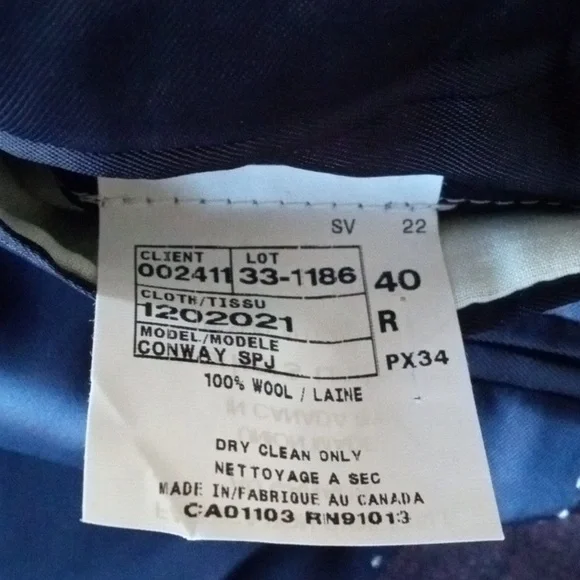 SV 22
CLIENT LOT
002411 33-1186 40
CLOTH/TISSU
1202021 R
MODEL/MODELE
CONWAY SPJ PX34
100% WOOL / LAINE
DRY CLEAN ONLY
NETTOYAGE A SEC
MADE IN/FABRIQUE AU CANADA
CA01103 RN91013